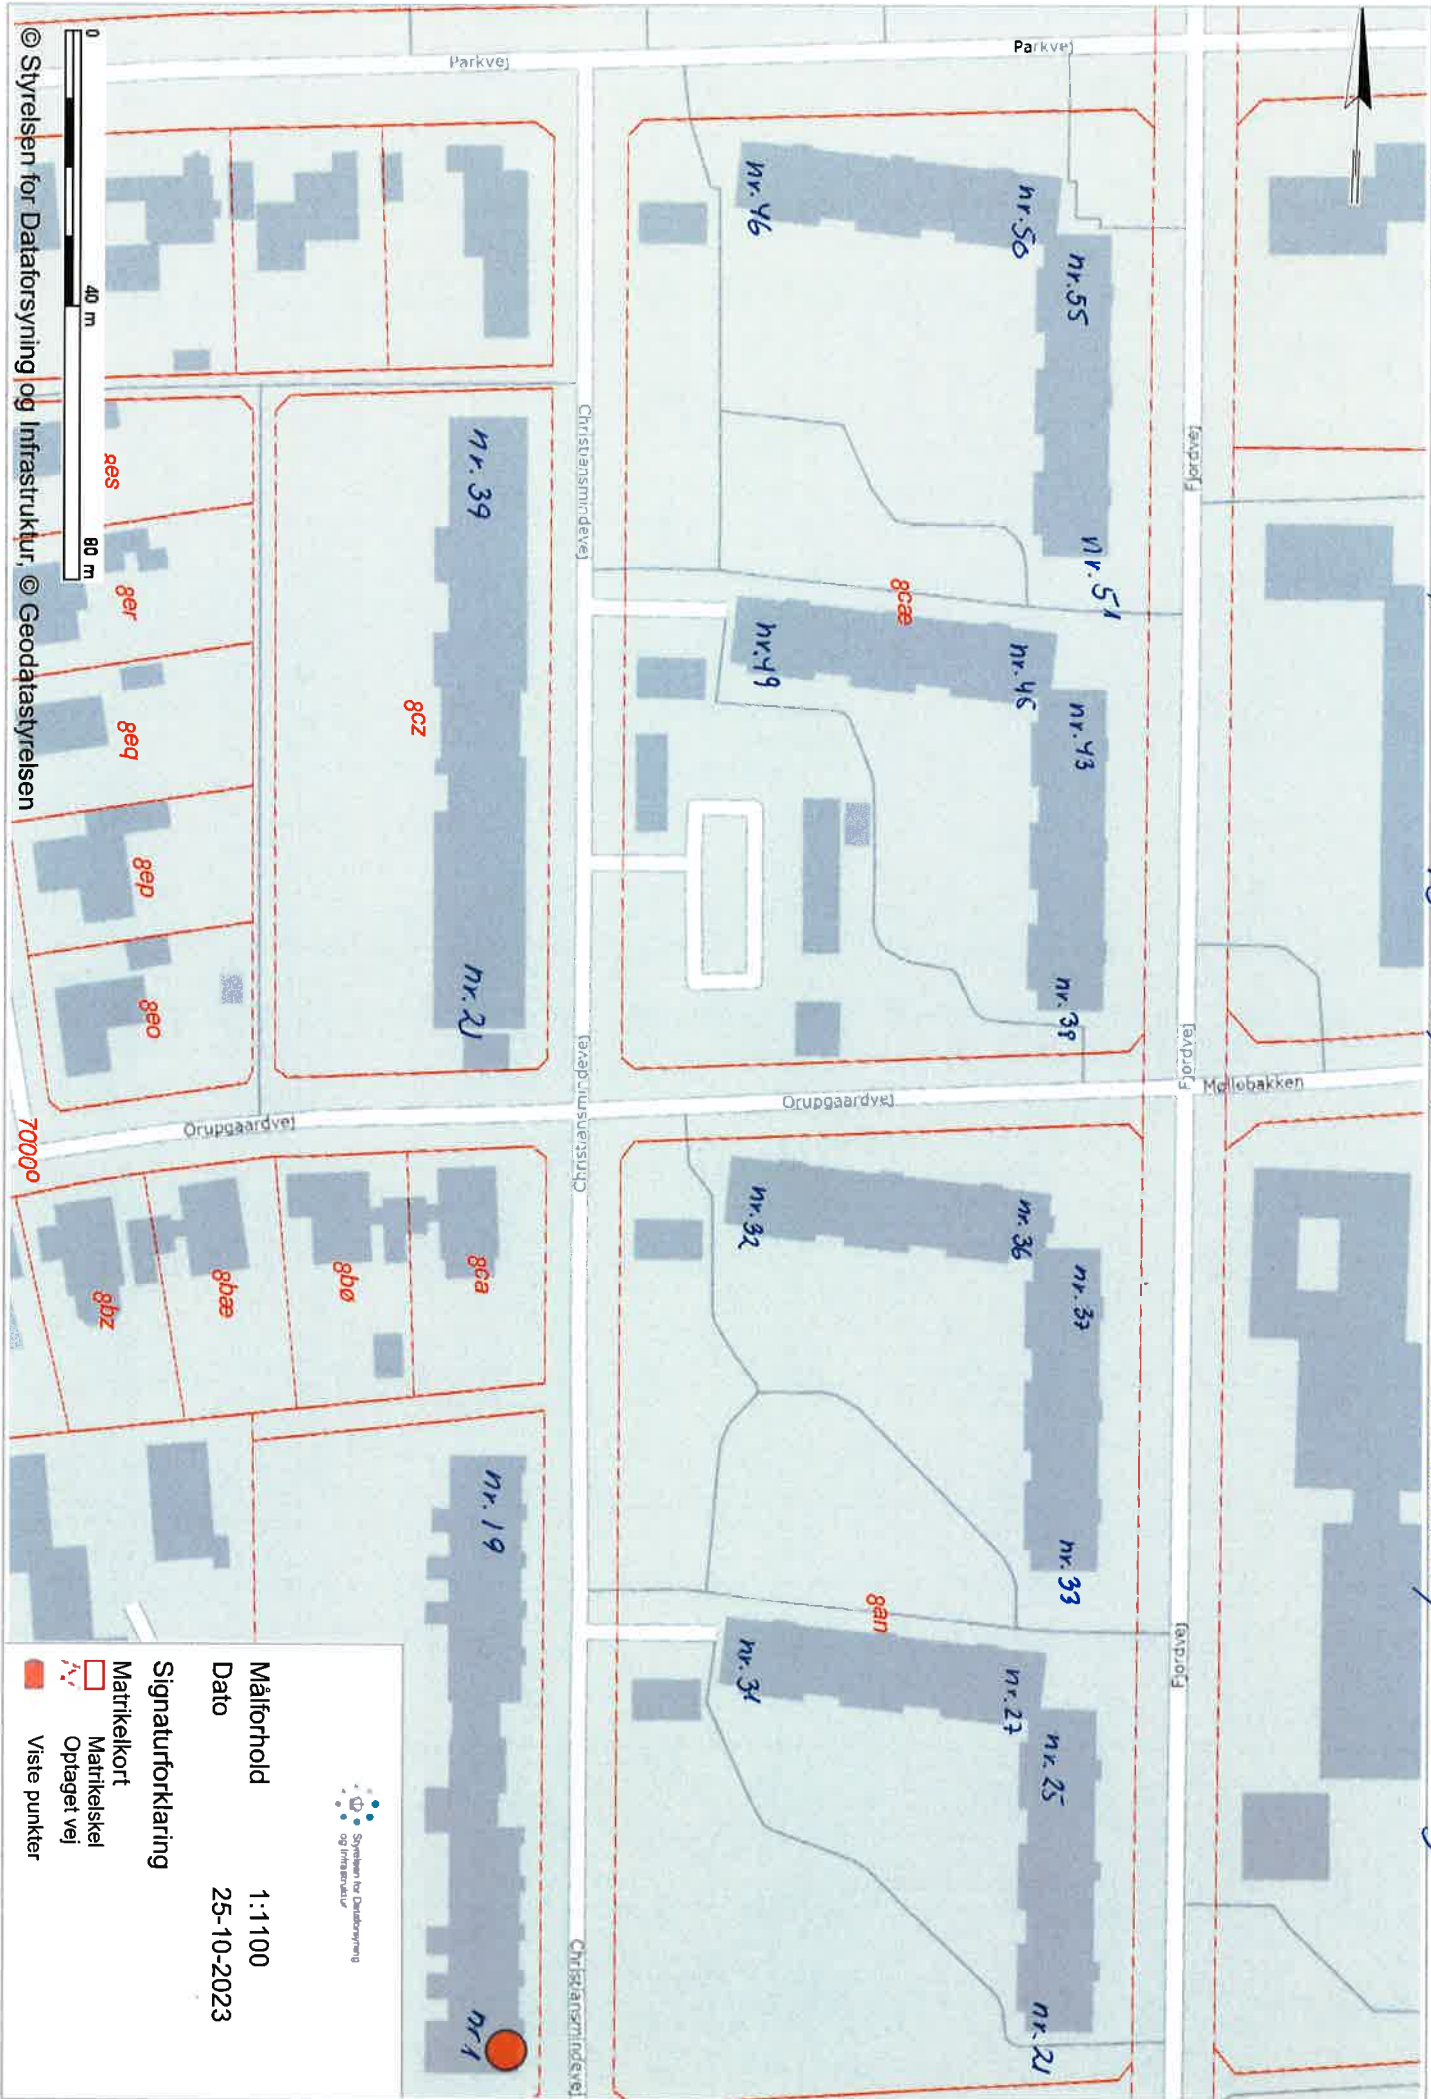 Parkvej
Parkvej
nr.46
nr.50
nr.55
nr.51
Fjordvej
Christiansmindevej
nr.39
8cz
nr.21
8cæ
nr.49
nr.45
nr.43
nr.38
Fjordvej
Møllebakken
8es
8er
8eq
8ep
8eo
7000o
Orupgaardvej
Orupgaardvej
Christiansmindevej
Christiansmindevej
8bz
8bæ
8bø
8ca
nr.32
nr.36
nr.37
nr.33
8an
nr.31
nr.27
nr.25
nr.21
Fjordvej
nr.19
nr.1
Christiansmindevej
0 40 m 80 m
© Styrelsen for Dataforsyning og Infrastruktur, © Geodatastyrelsen
Styrelsen for Dataforsyning
og Infrastruktur
Målforhold 1:1100
Dato 25-10-2023
Signaturforklaring
Matrikelkort
Matrikelskel
Optaget vej
Viste punkter